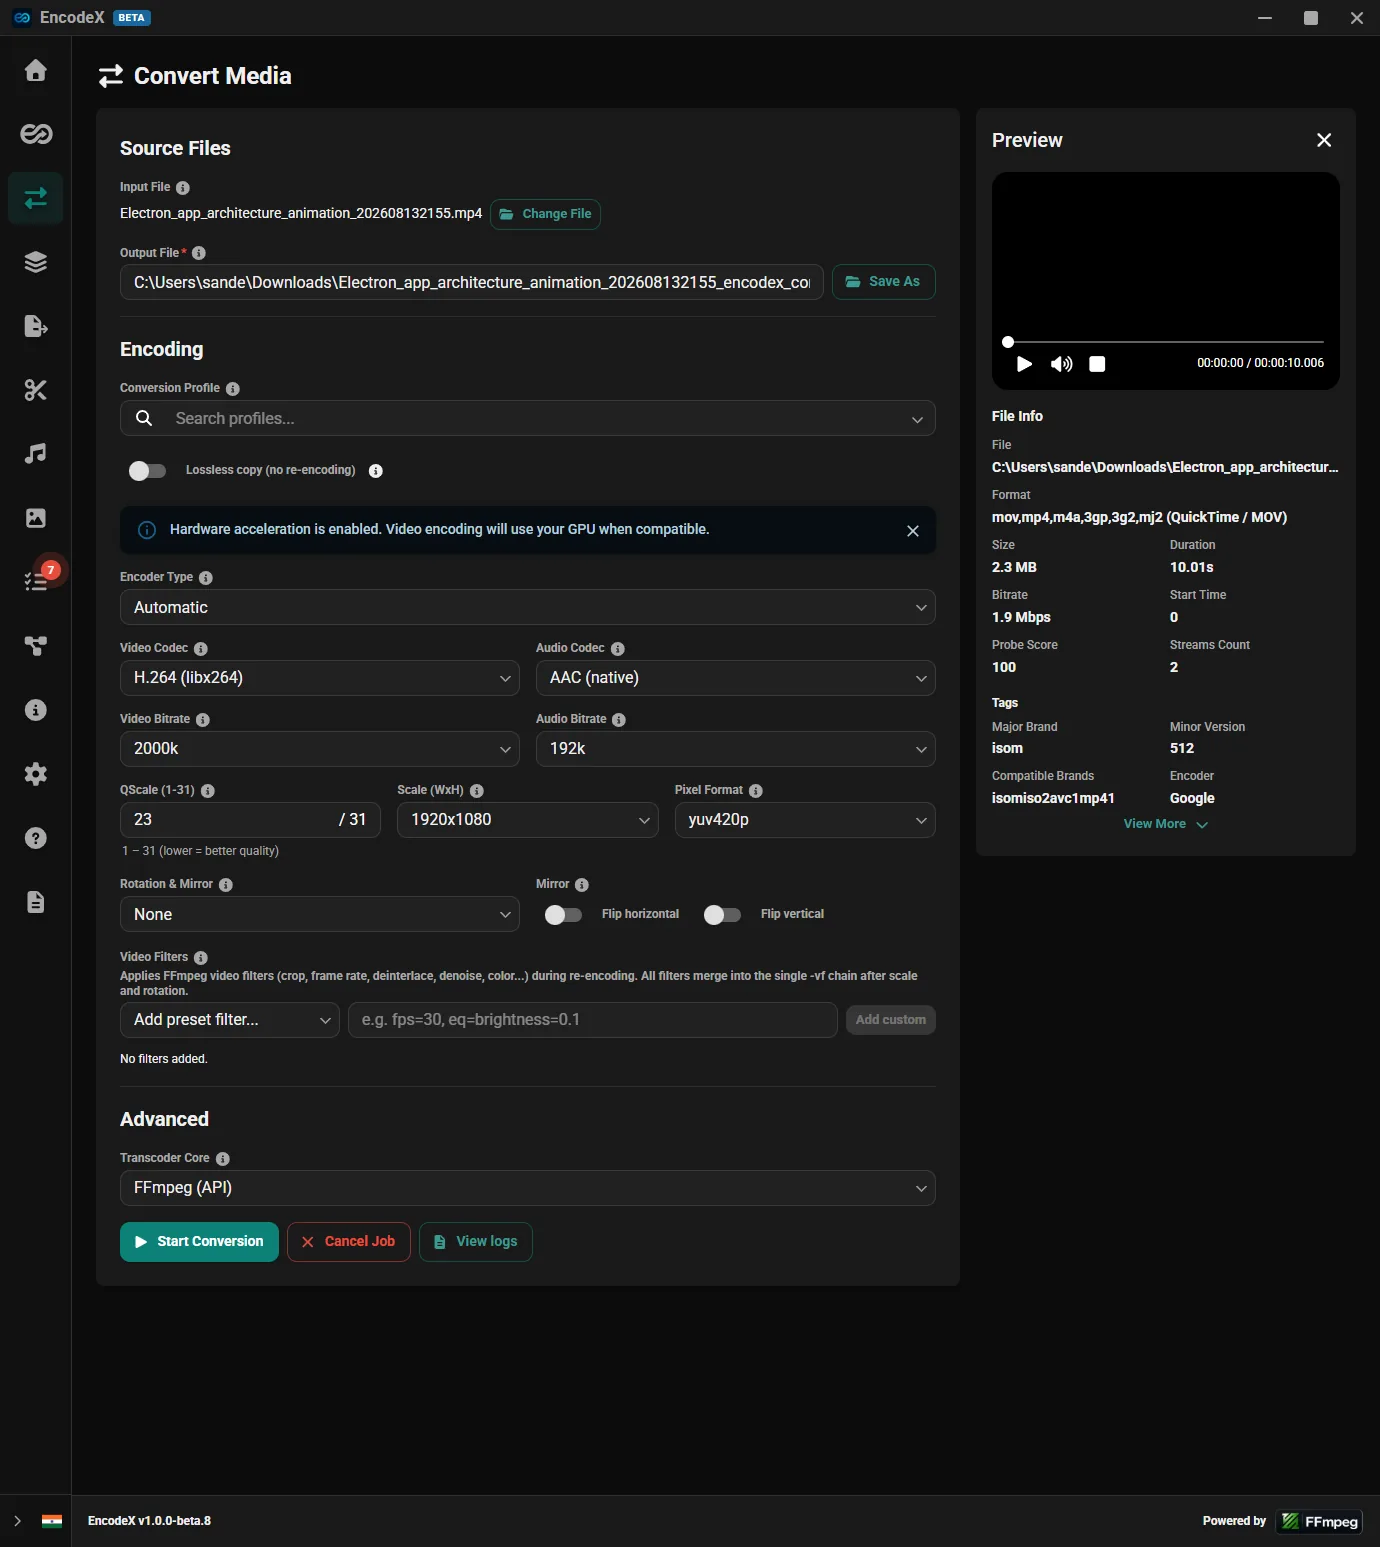 EncodeX BETA
Convert Media
Source Files
Input File
Electron_app_architecture_animation_202608132155.mp4
Change File
Output File*
C:\Users\sande\Downloads\Electron_app_architecture_animation_202608132155_encodex_co
Save As
Encoding
Conversion Profile
Search profiles...
Lossless copy (no re-encoding)
Hardware acceleration is enabled. Video encoding will use your GPU when compatible.
Encoder Type
Automatic
Video Codec
Audio Codec
H.264 (libx264)
AAC (native)
Video Bitrate
Audio Bitrate
2000k
192k
QScale (1-31)
Scale (WxH)
Pixel Format
23 / 31
1920x1080
yuv420p
1 – 31 (lower = better quality)
Rotation & Mirror
Mirror
None
Flip horizontal
Flip vertical
Video Filters
Applies FFmpeg video filters (crop, frame rate, deinterlace, denoise, color...) during re-encoding. All filters merge into the single -vf chain after scale
and rotation.
Add preset filter...
e.g. fps=30, eq=brightness=0.1
Add custom
No filters added.
Advanced
Transcoder Core
FFmpeg (API)
Start Conversion
Cancel Job
View logs
Preview
00:00:00 / 00:00:10.006
File Info
File
C:\Users\sande\Downloads\Electron_app_architectur...
Format
mov,mp4,m4a,3gp,3g2,mj2 (QuickTime / MOV)
Size
Duration
2.3 MB
10.01s
Bitrate
Start Time
1.9 Mbps
0
Probe Score
Streams Count
100
2
Tags
Major Brand
Minor Version
isom
512
Compatible Brands
Encoder
isomiso2avc1mp41
Google
View More
7
EncodeX v1.0.0-beta.8
Powered by
FFmpeg